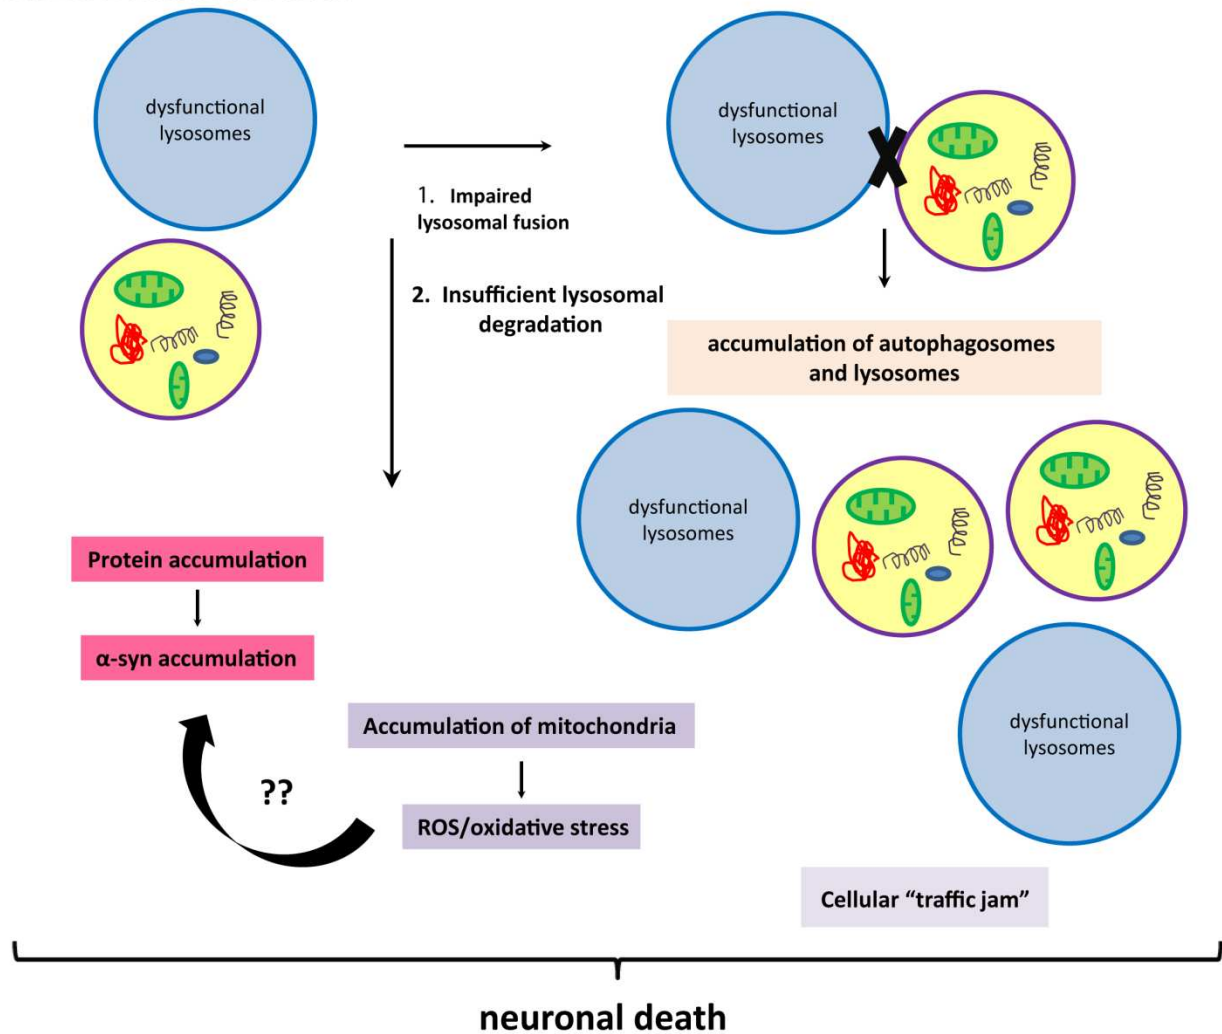 dysfunctional
lysosomes
dysfunctional
lysosomes
1. Impaired
lysosomal fusion
2. Insufficient lysosomal
degradation
accumulation of autophagosomes
and lysosomes
dysfunctional
lysosomes
Protein accumulation
α-syn accumulation
dysfunctional
lysosomes
Accumulation of mitochondria
??
ROS/oxidative stress
Cellular “traffic jam”
neuronal death